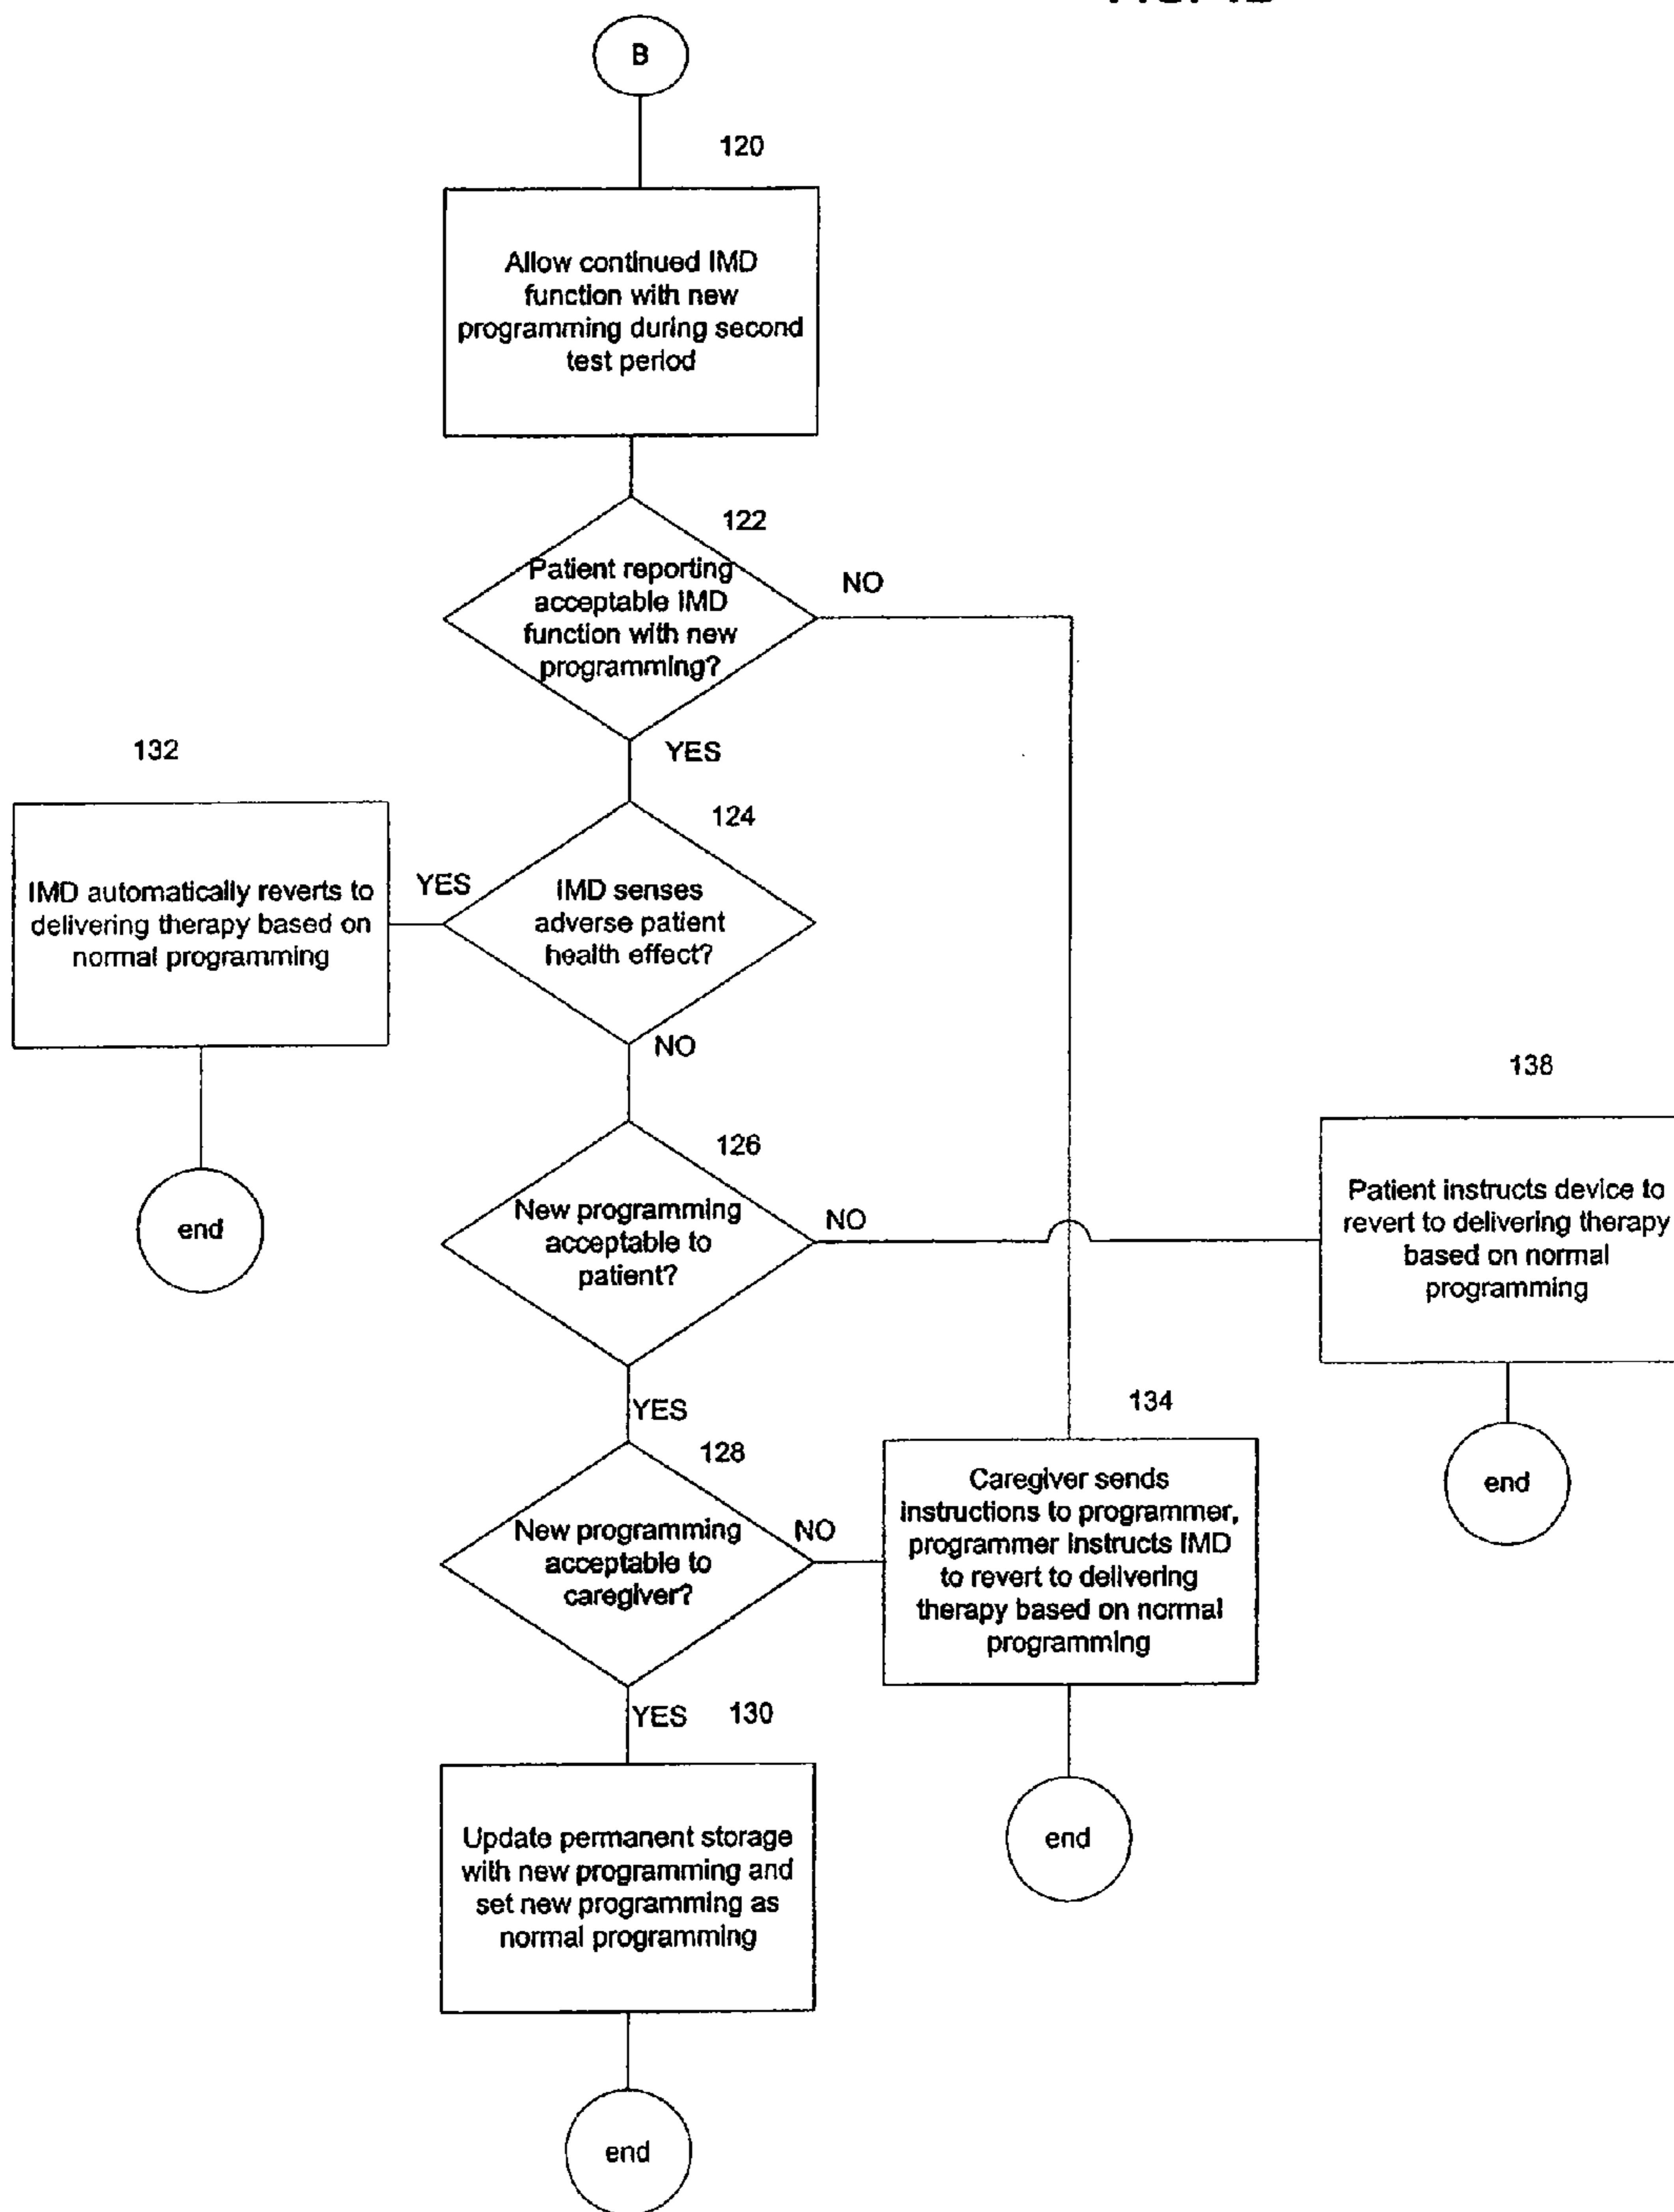 B
120
Allow continued IMD
function with new
programming during second
test period
122
Patient reporting
acceptable IMD
function with new
programming?
NO
YES
132
124
IMD automatically reverts to
delivering therapy based on
normal programming
YES
IMD senses
adverse patient
health effect?
NO
end
126
New programming
acceptable to
patient?
NO
138
Patient instructs device to
revert to delivering therapy
based on normal
programming
end
YES
128
New programming
acceptable to
caregiver?
NO
134
Caregiver sends
instructions to programmer,
programmer instructs IMD
to revert to delivering
therapy based on normal
programming
end
YES
130
Update permanent storage
with new programming and
set new programming as
normal programming
end